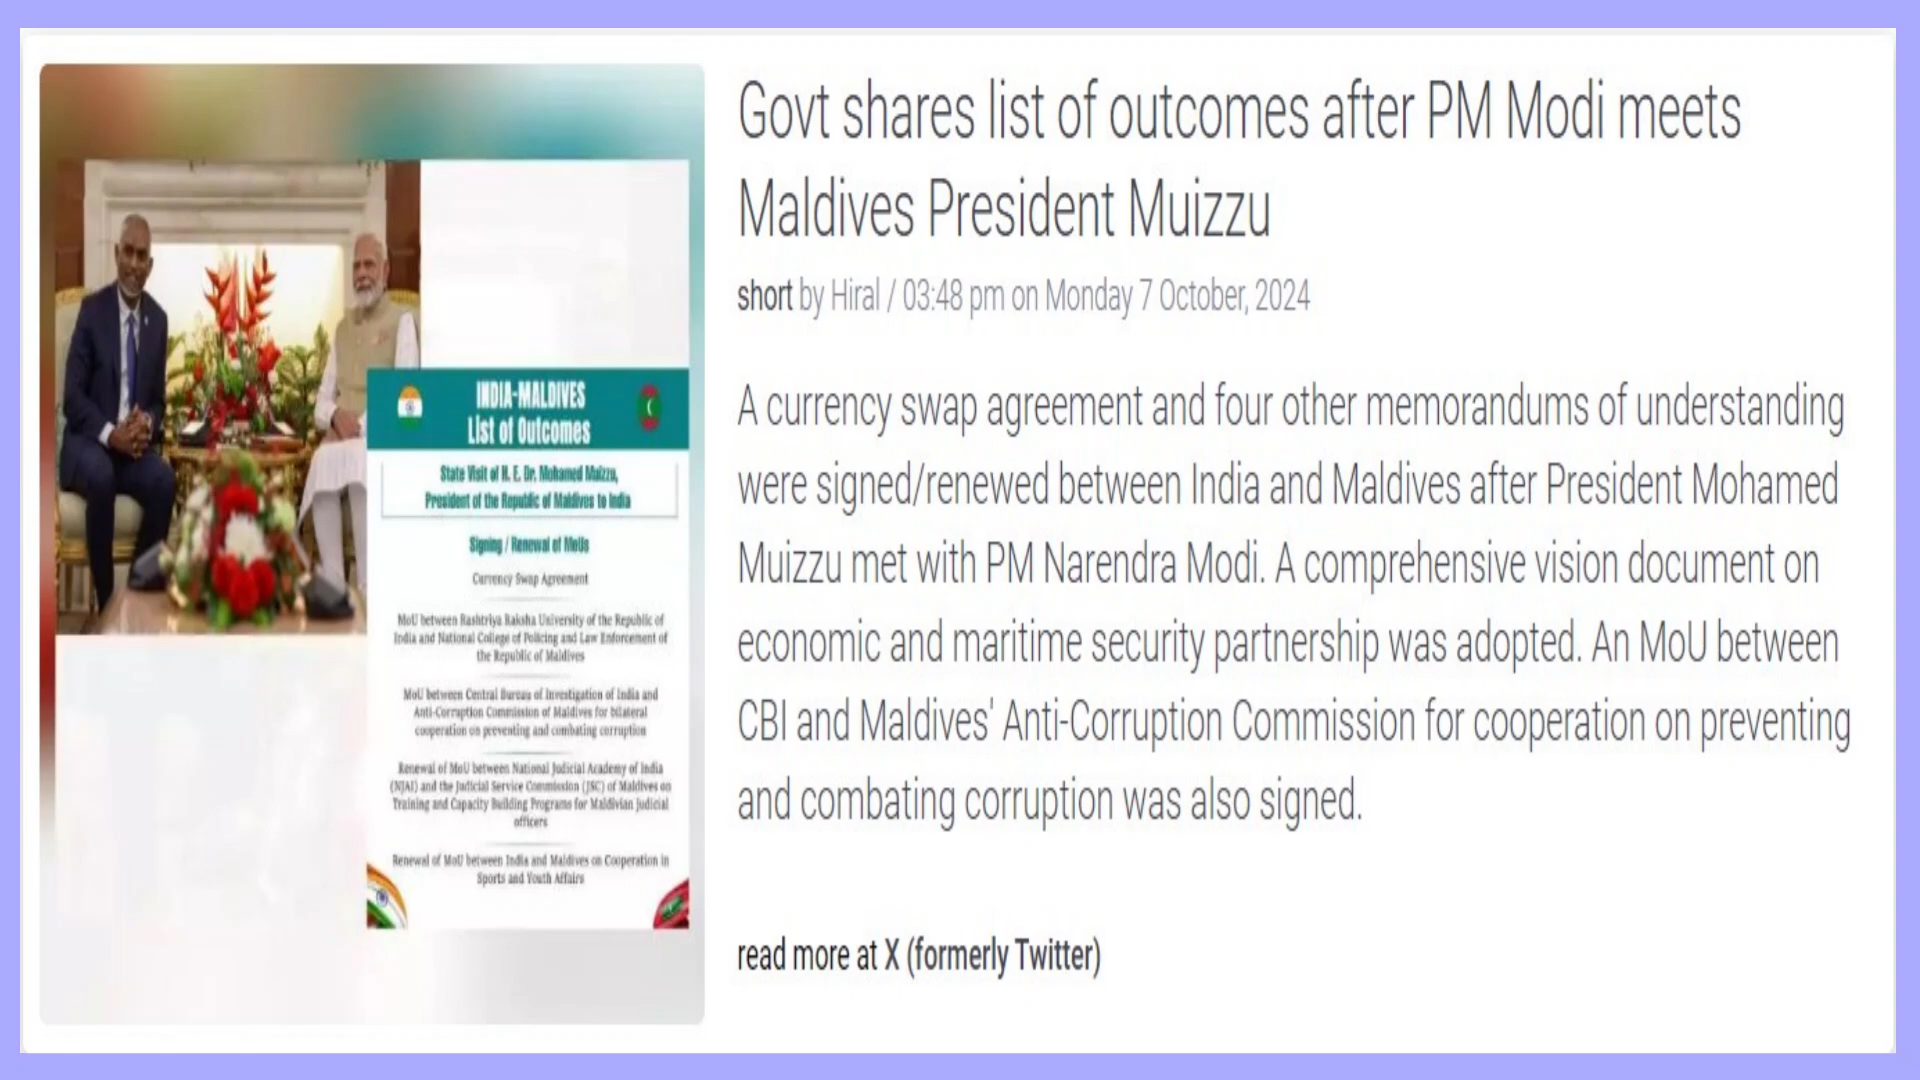 Govt shares list of outcomes after PM Modi meets
Maldives President Muizzu
short by Hiral / 03:48 pm on Monday 7 October, 2024
A currency swap agreement and four other memorandums of understanding
were signed/renewed between India and Maldives after President Mohamed
Muizzu met with PM Narendra Modi. A comprehensive vision document on
economic and maritime security partnership was adopted. An MoU between
CBI and Maldives' Anti-Corruption Commission for cooperation on preventing
and combating corruption was also signed.
read more at X (formerly Twitter)
INDIA-MALDIVES
List of Outcomes
State Visit of H. E. Dr. Mohamed Muizzu,
President of the Republic of Maldives to India
Signing / Renewal of MoUs
Currency Swap Agreement
MoU between Rashtriya Raksha University of the Republic of
India and National College of Policing and Law Enforcement of
the Republic of Maldives
MoU between Central Bureau of Investigation of India and
Anti-Corruption Commission of Maldives for bilateral
cooperation on preventing and combating corruption
Renewal of MoU between National Judicial Academy of India
(NJAI) and the Judicial Service Commission (JSC) of Maldives on
Training and Capacity Building Programs for Maldivian judicial
officers
Renewal of MoU between India and Maldives on Cooperation in
Sports and Youth Affairs